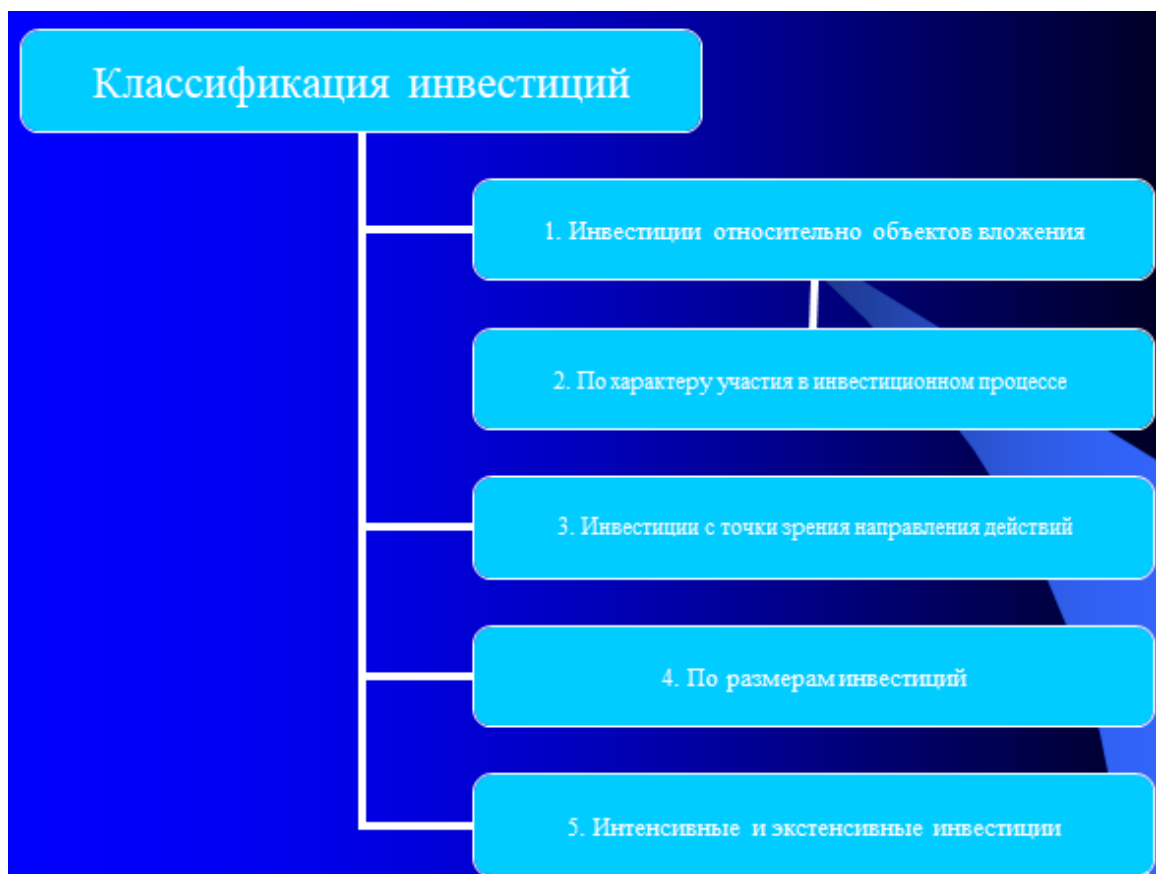 Классификация инвестиций
1. Инвестиции относительно объектов вложения
2. По характеру участия в инвестиционном процессе
3. Инвестиции с точки зрения направления действий
4. По размерам инвестиций
5. Интенсивные и экстенсивные инвестиции